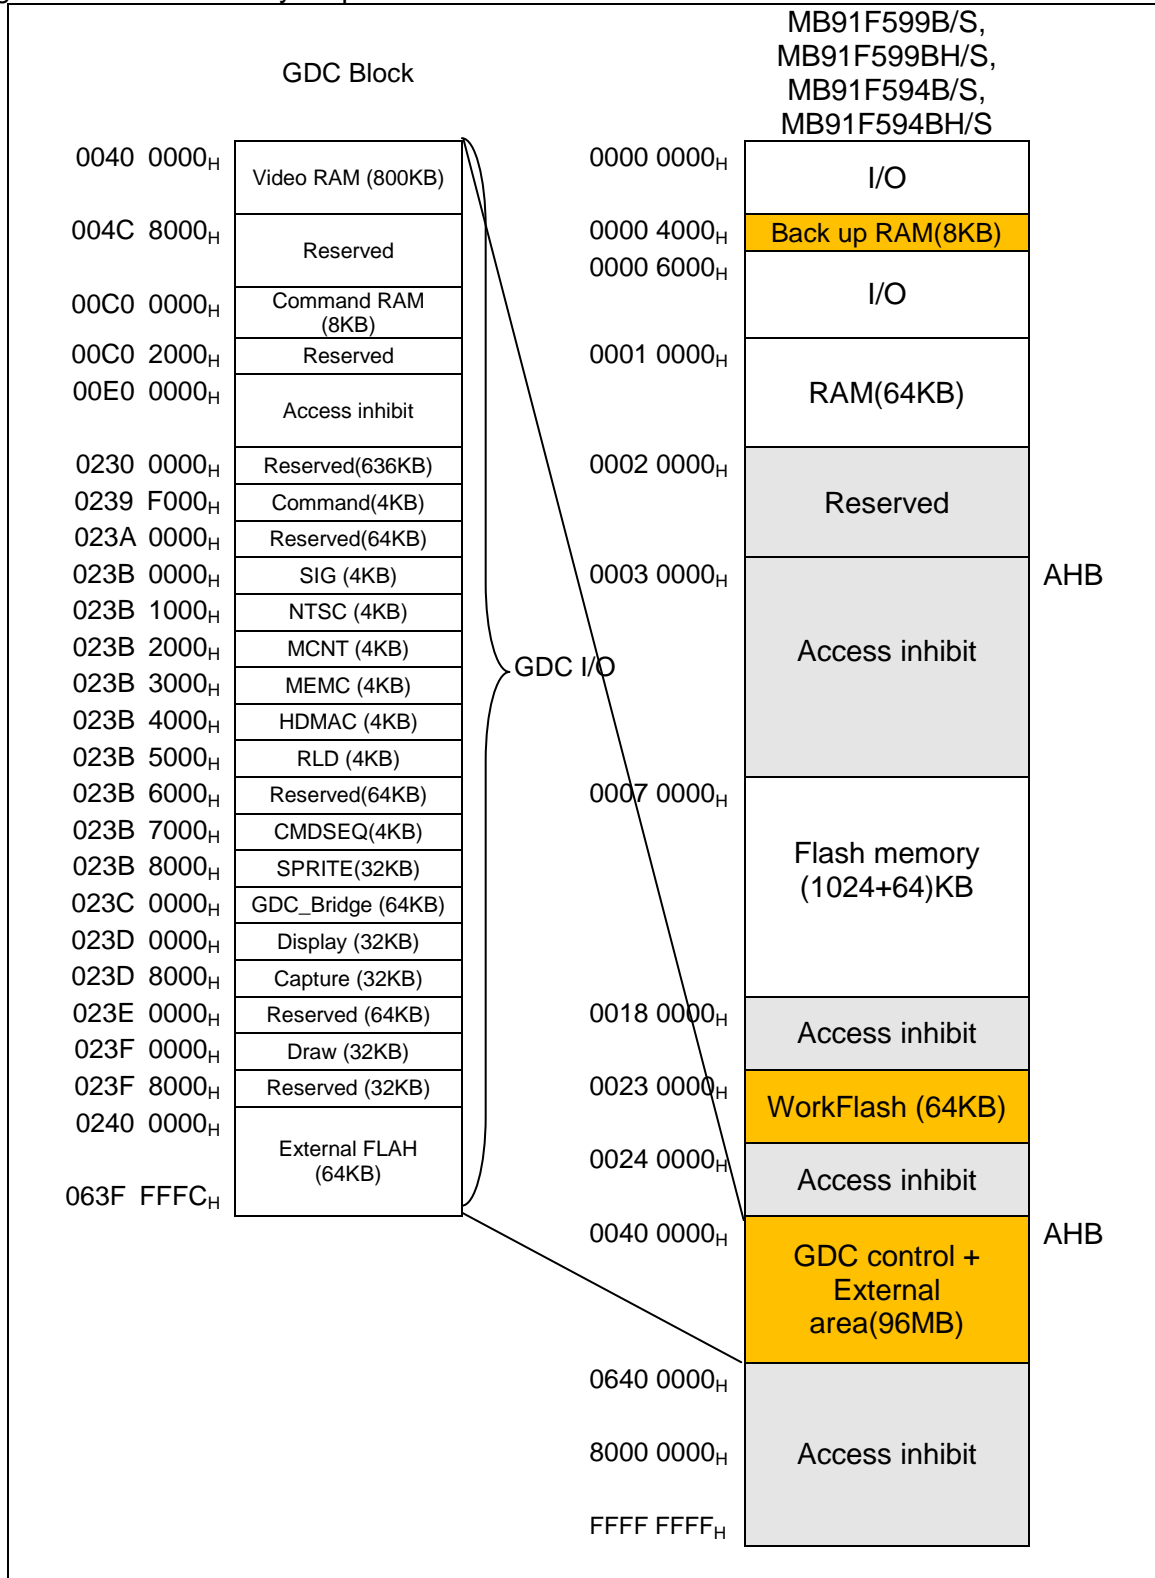 MB91F599B/S,
MB91F599BH/S,
MB91F594B/S,
MB91F594BH/S
GDC Block
0040 0000H
Video RAM (800KB)
004C 8000H
Reserved
00C0 0000H
Command RAM
(8KB)
00C0 2000H
Reserved
00E0 0000H
Access inhibit
0230 0000H
Reserved(636KB)
0239 F000H
Command(4KB)
023A 0000H
Reserved(64KB)
023B 0000H
SIG (4KB)
023B 1000H
NTSC (4KB)
023B 2000H
MCNT (4KB)
023B 3000H
MEMC (4KB)
023B 4000H
HDMAC (4KB)
023B 5000H
RLD (4KB)
023B 6000H
Reserved(64KB)
023B 7000H
CMDSEQ(4KB)
023B 8000H
SPRITE(32KB)
023C 0000H
GDC_Bridge (64KB)
023D 0000H
Display (32KB)
023D 8000H
Capture (32KB)
023E 0000H
Reserved (64KB)
023F 0000H
Draw (32KB)
023F 8000H
Reserved (32KB)
0240 0000H
External FLAH
(64KB)
063F FFFCH
GDC I/O
0000 0000H
I/O
0000 4000H
Back up RAM(8KB)
0000 6000H
I/O
0001 0000H
RAM(64KB)
0002 0000H
Reserved
0003 0000H
AHB
Access inhibit
0007 0000H
Flash memory
(1024+64)KB
0018 0000H
Access inhibit
0023 0000H
WorkFlash (64KB)
0024 0000H
Access inhibit
0040 0000H
AHB
GDC control +
External
area(96MB)
0640 0000H
8000 0000H
Access inhibit
FFFF FFFFH